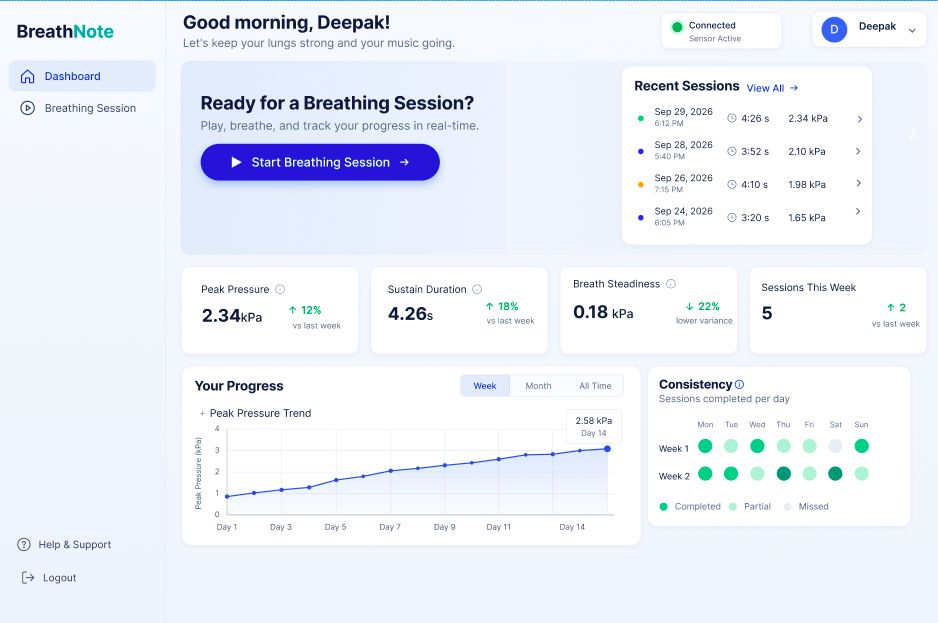 BreathNote
Dashboard
Breathing Session
Help & Support
Logout
Good morning, Deepak!
Let's keep your lungs strong and your music going.
Connected
Sensor Active
D
Deepak
Ready for a Breathing Session?
Play, breathe, and track your progress in real-time.
Start Breathing Session →
Recent Sessions View All →
Sep 29, 2026
6:12 PM
4:26 s
2.34 kPa
Sep 28, 2026
5:40 PM
3:52 s
2.10 kPa
Sep 26, 2026
7:15 PM
4:10 s
1.98 kPa
Sep 24, 2026
6:05 PM
3:20 s
1.65 kPa
Peak Pressure
2.34kPa
↑ 12%
vs last week
Sustain Duration
4.26s
↑ 18%
vs last week
Breath Steadiness
0.18 kPa
↓ 22%
lower variance
Sessions This Week
5
↑ 2
vs last week
Your Progress
Week Month All Time
+ Peak Pressure Trend
2.58 kPa
Day 14
Peak Pressure (kPa)
4
3
2
1
0
Day 1 Day 3 Day 5 Day 7 Day 9 Day 11 Day 14
Consistency
Sessions completed per day
Mon Tue Wed Thu Fri Sat Sun
Week 1
Week 2
Completed Partial Missed